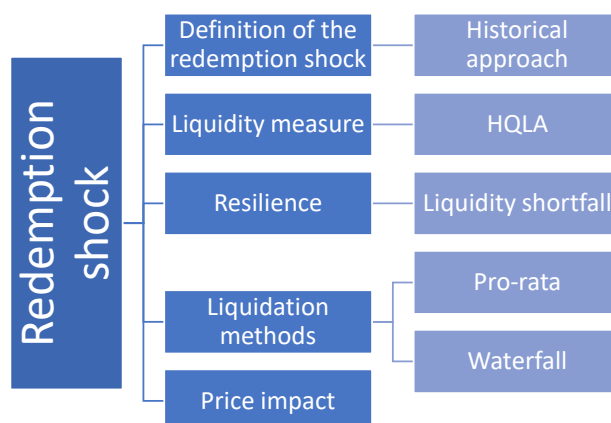 Redemption
shock
Definition of the
redemption shock
Historical
approach
Liquidity measure
HQLA
Resilience
Liquidity shortfall
Liquidation
methods
Pro-rata
Waterfall
Price impact